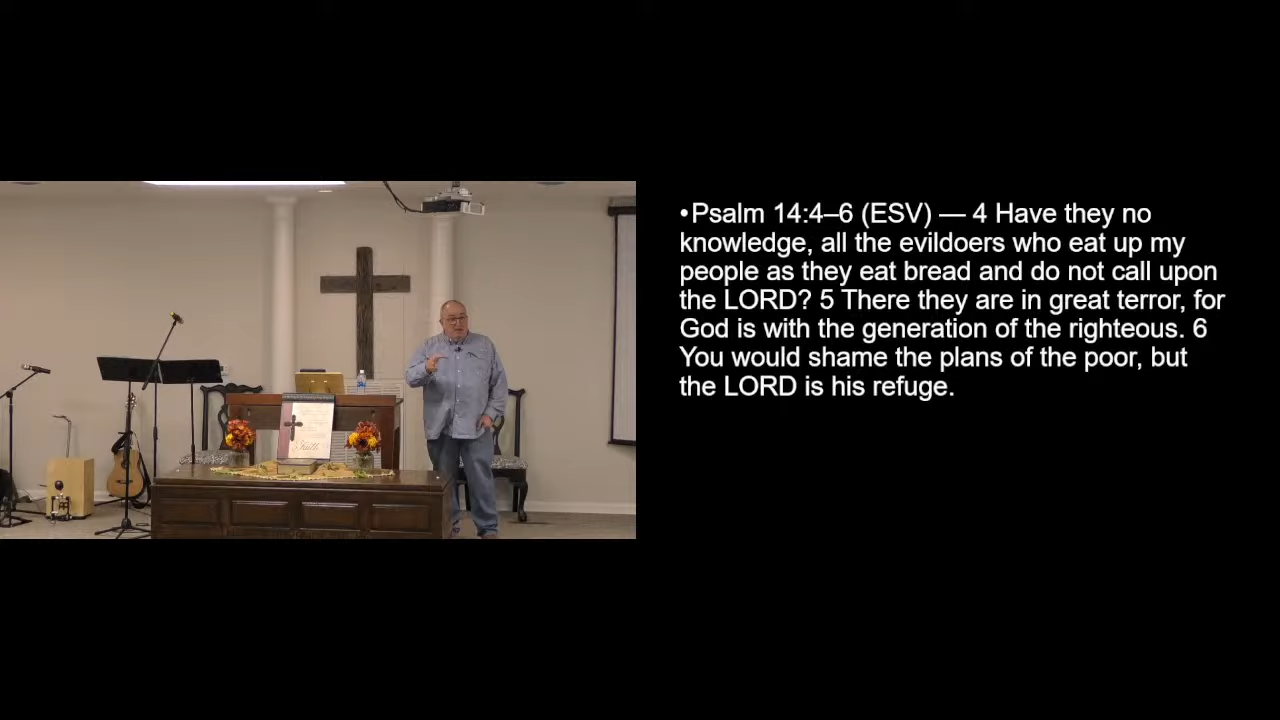 •Psalm 14:4–6 (ESV) — 4 Have they no
knowledge, all the evildoers who eat up my
people as they eat bread and do not call upon
the LORD? 5 There they are in great terror, for
God is with the generation of the righteous. 6
You would shame the plans of the poor, but
the LORD is his refuge.
Faith